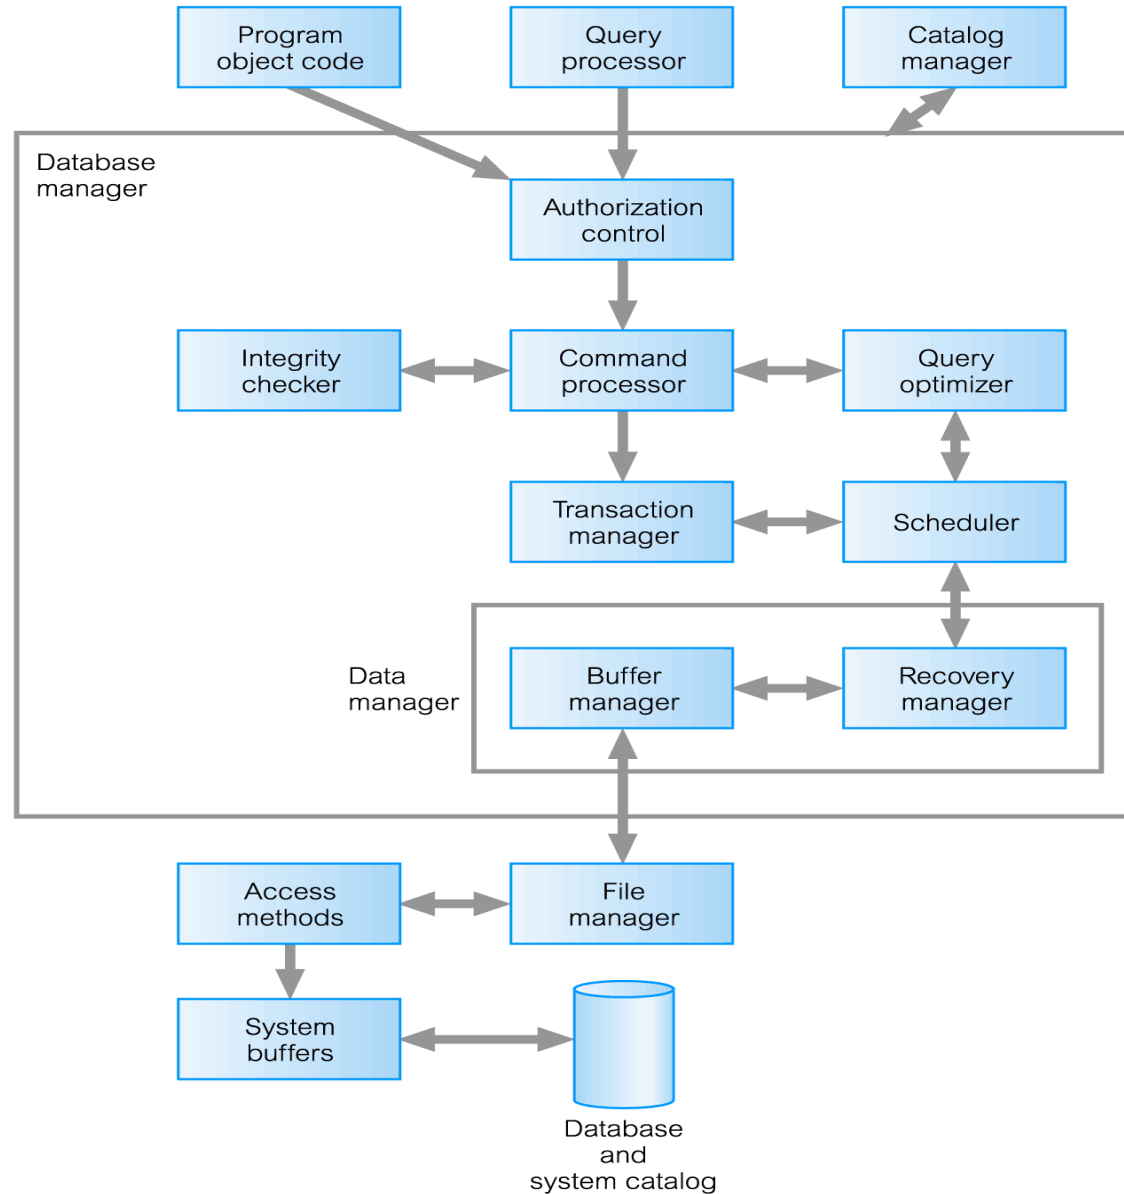 Program
object code
Query
processor
Catalog
manager
Database
manager
Authorization
control
Integrity
checker
Command
processor
Query
optimizer
Transaction
manager
Scheduler
Data
manager
Buffer
manager
Recovery
manager
Access
methods
File
manager
System
buffers
Database
and
system catalog